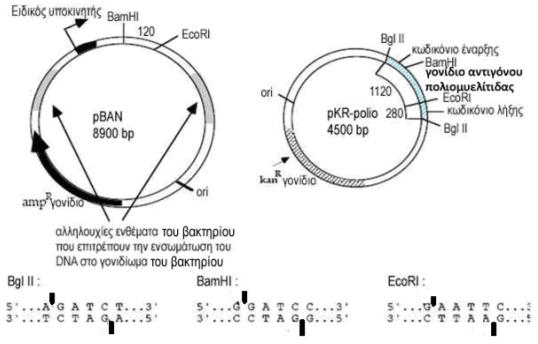 Ειδικός υποκινητής
BamHI
120
EcoRI
pBAN
8900 bp
amp^R γονίδιο
ori
αλληλουχίες ενθέματα του βακτηρίου
που επιτρέπουν την ενσωμάτωση του
DNA στο γονιδίωμα του βακτηρίου
Bgl II
κωδικόνιο έναρξης
BamHI
γονίδιο αντιγόνου
πολιομυελίτιδας
ori
1120
EcoRI
pKR-polio
4500 bp
280
κωδικόνιο λήξης
Bgl II
kan^R γονίδιο
Bgl II :
5'...A G A T C T...3'
3'...T C T A G A...5'
BamHI :
5'...G G A T C C...3'
3'...C C T A G G...5'
EcoRI :
5'...G A A T T C...3'
3'...C T T A A G...5'